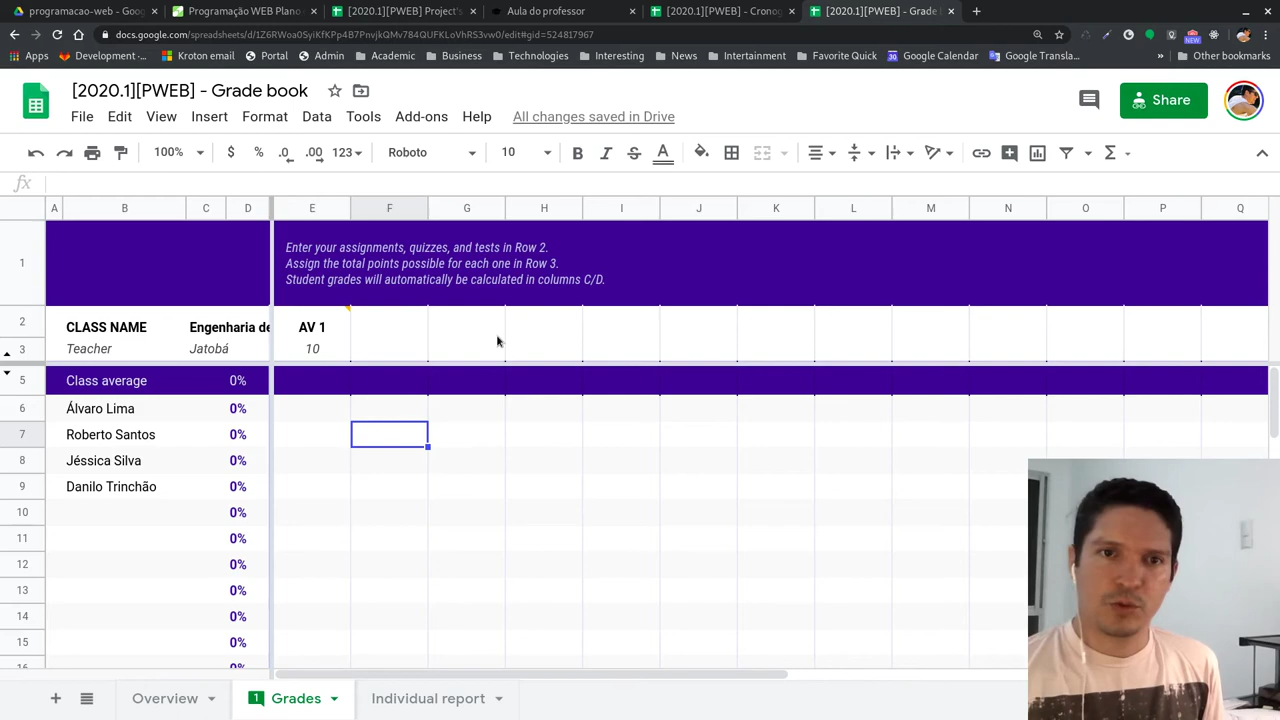 programacao-web - Goog
Programação WEB Plano
[2020.1][PWEB] Project's
Aula do professor
[2020.1][PWEB] - Cronog
[2020.1][PWEB] - Grade b
docs.google.com/spreadsheets/d/1Z6RWoa0SyiKfKPp4B7PnvjkQMv784QUFKLoVhRS3vw0/edit#gid=524817967
Apps Development -... Kroton email Portal Admin Academic Business Technologies Interesting News Intertainment Favorite Quick Google Calendar Google Transla... Other bookmarks
[2020.1][PWEB] - Grade book
File Edit View Insert Format Data Tools Add-ons Help All changes saved in Drive
Share
100% $ % .0 .00 123 Roboto 10 B I S A Σ
fx
A B C D E F G H I J K L M N O P Q
1 Enter your assignments, quizzes, and tests in Row 2.
Assign the total points possible for each one in Row 3.
Student grades will automatically be calculated in columns C/D.
2 CLASS NAME Engenharia de AV 1
3 Teacher Jatobá 10
5 Class average 0%
6 Álvaro Lima 0%
7 Roberto Santos 0%
8 Jéssica Silva 0%
9 Danilo Trinchão 0%
10 0%
11 0%
12 0%
13 0%
14 0%
15 0%
16 0%
+ Overview 1 Grades Individual report